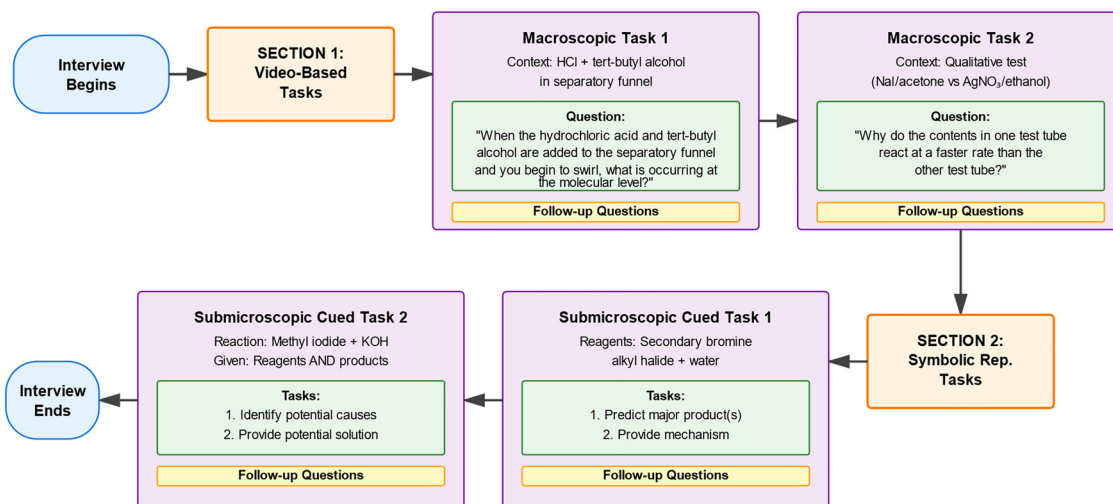 Interview
Begins
SECTION 1:
Video-Based
Tasks
Macroscopic Task 1
Context: HCl + tert-butyl alcohol
in separatory funnel
Question:
"When the hydrochloric acid and tert-butyl
alcohol are added to the separatory funnel
and you begin to swirl, what is occurring at
the molecular level?"
Follow-up Questions
Macroscopic Task 2
Context: Qualitative test
(NaI/acetone vs AgNO₃/ethanol)
Question:
"Why do the contents in one test tube
react at a faster rate than the
other test tube?"
Follow-up Questions
SECTION 2:
Symbolic Rep.
Tasks
Submicroscopic Cued Task 1
Reagents: Secondary bromine
alkyl halide + water
Tasks:
1. Predict major product(s)
2. Provide mechanism
Follow-up Questions
Submicroscopic Cued Task 2
Reaction: Methyl iodide + KOH
Given: Reagents AND products
Tasks:
1. Identify potential causes
2. Provide potential solution
Follow-up Questions
Interview
Ends